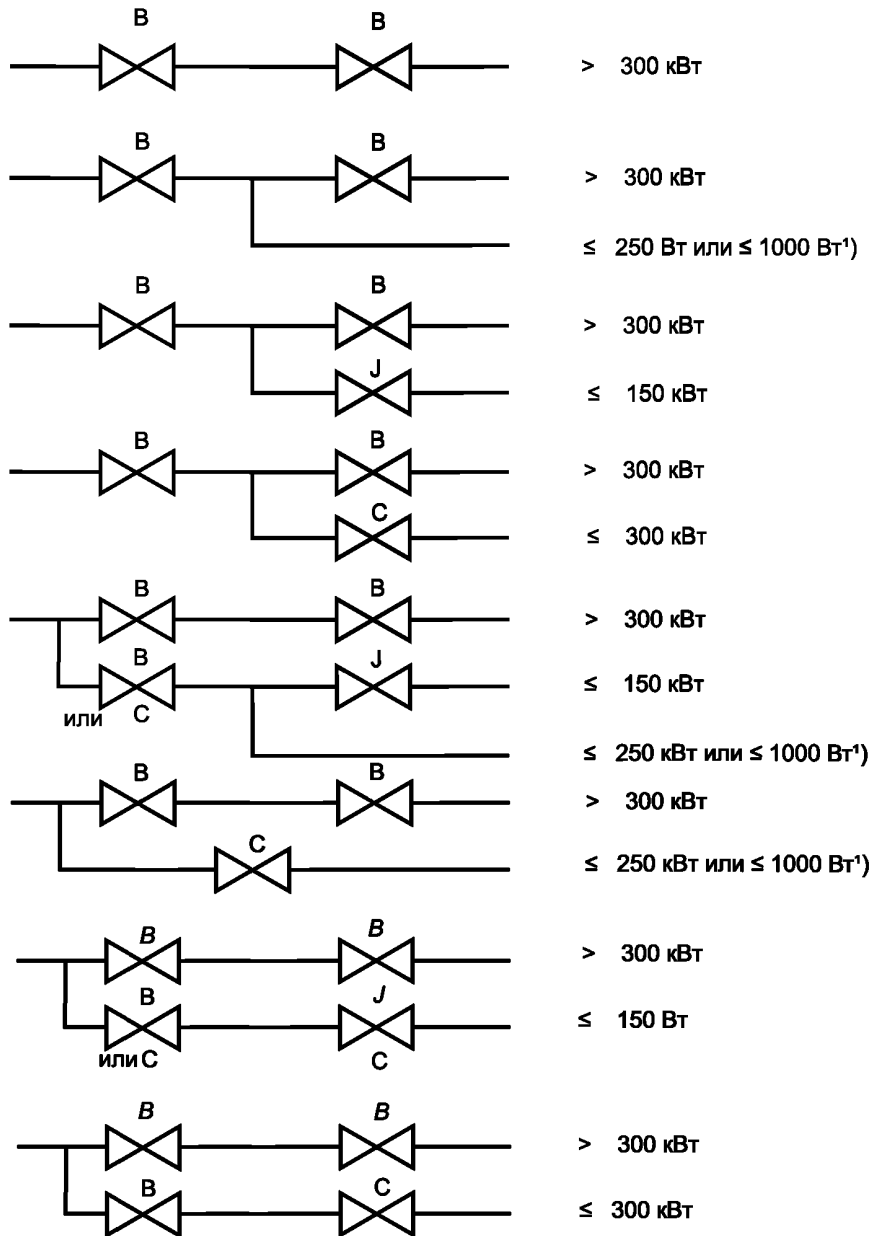 B B
> 300 кВт
B B
> 300 кВт
≤ 250 Вт или ≤ 1000 Вт¹)
B B
> 300 кВт
J
≤ 150 кВт
B B
> 300 кВт
C
≤ 300 кВт
B B
> 300 кВт
B J
≤ 150 кВт
или C
≤ 250 кВт или ≤ 1000 Вт¹)
B B
> 300 кВт
C
≤ 250 кВт или ≤ 1000 Вт¹)
B B
> 300 кВт
B J
≤ 150 Вт
или C C
B B
> 300 кВт
B C
≤ 300 кВт